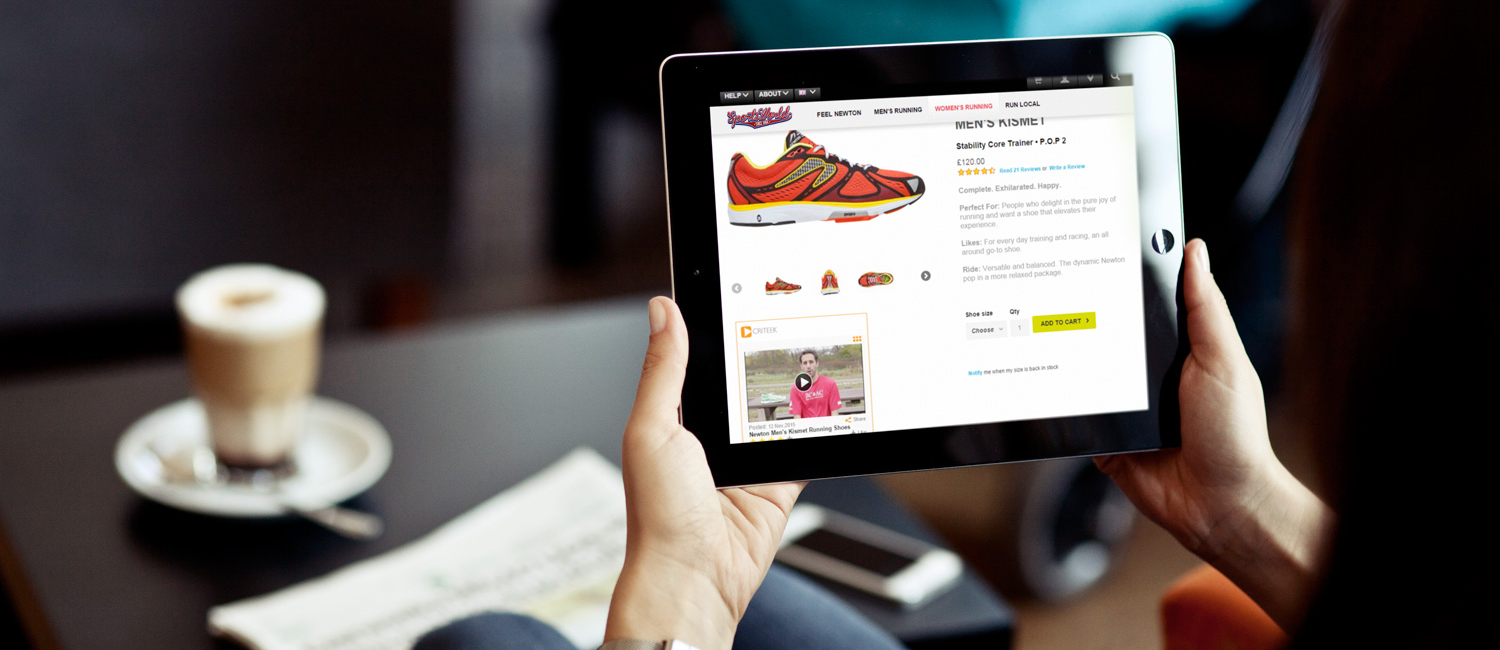 HELP ABOUT
Sport World
FEEL NEWTON MEN'S RUNNING WOMEN'S RUNNING RUN LOCAL
MEN'S KISMET
Stability Core Trainer • P.O.P 2
£120.00
Read 21 Reviews or Write a Review
Complete. Exhilarated. Happy.
Perfect For: People who delight in the pure joy of
running and want a shoe that elevates their
experience.
Likes: For every day training and racing, an all
around go-to shoe.
Ride: Versatile and balanced. The dynamic Newton
pop in a more relaxed package.
Shoe size Qty
Choose 1 ADD TO CART
Notify me when my size is back in stock
CRITEEK
Share
Posted: 12 Nov 2015
Newton Men's Kismet Running Shoes